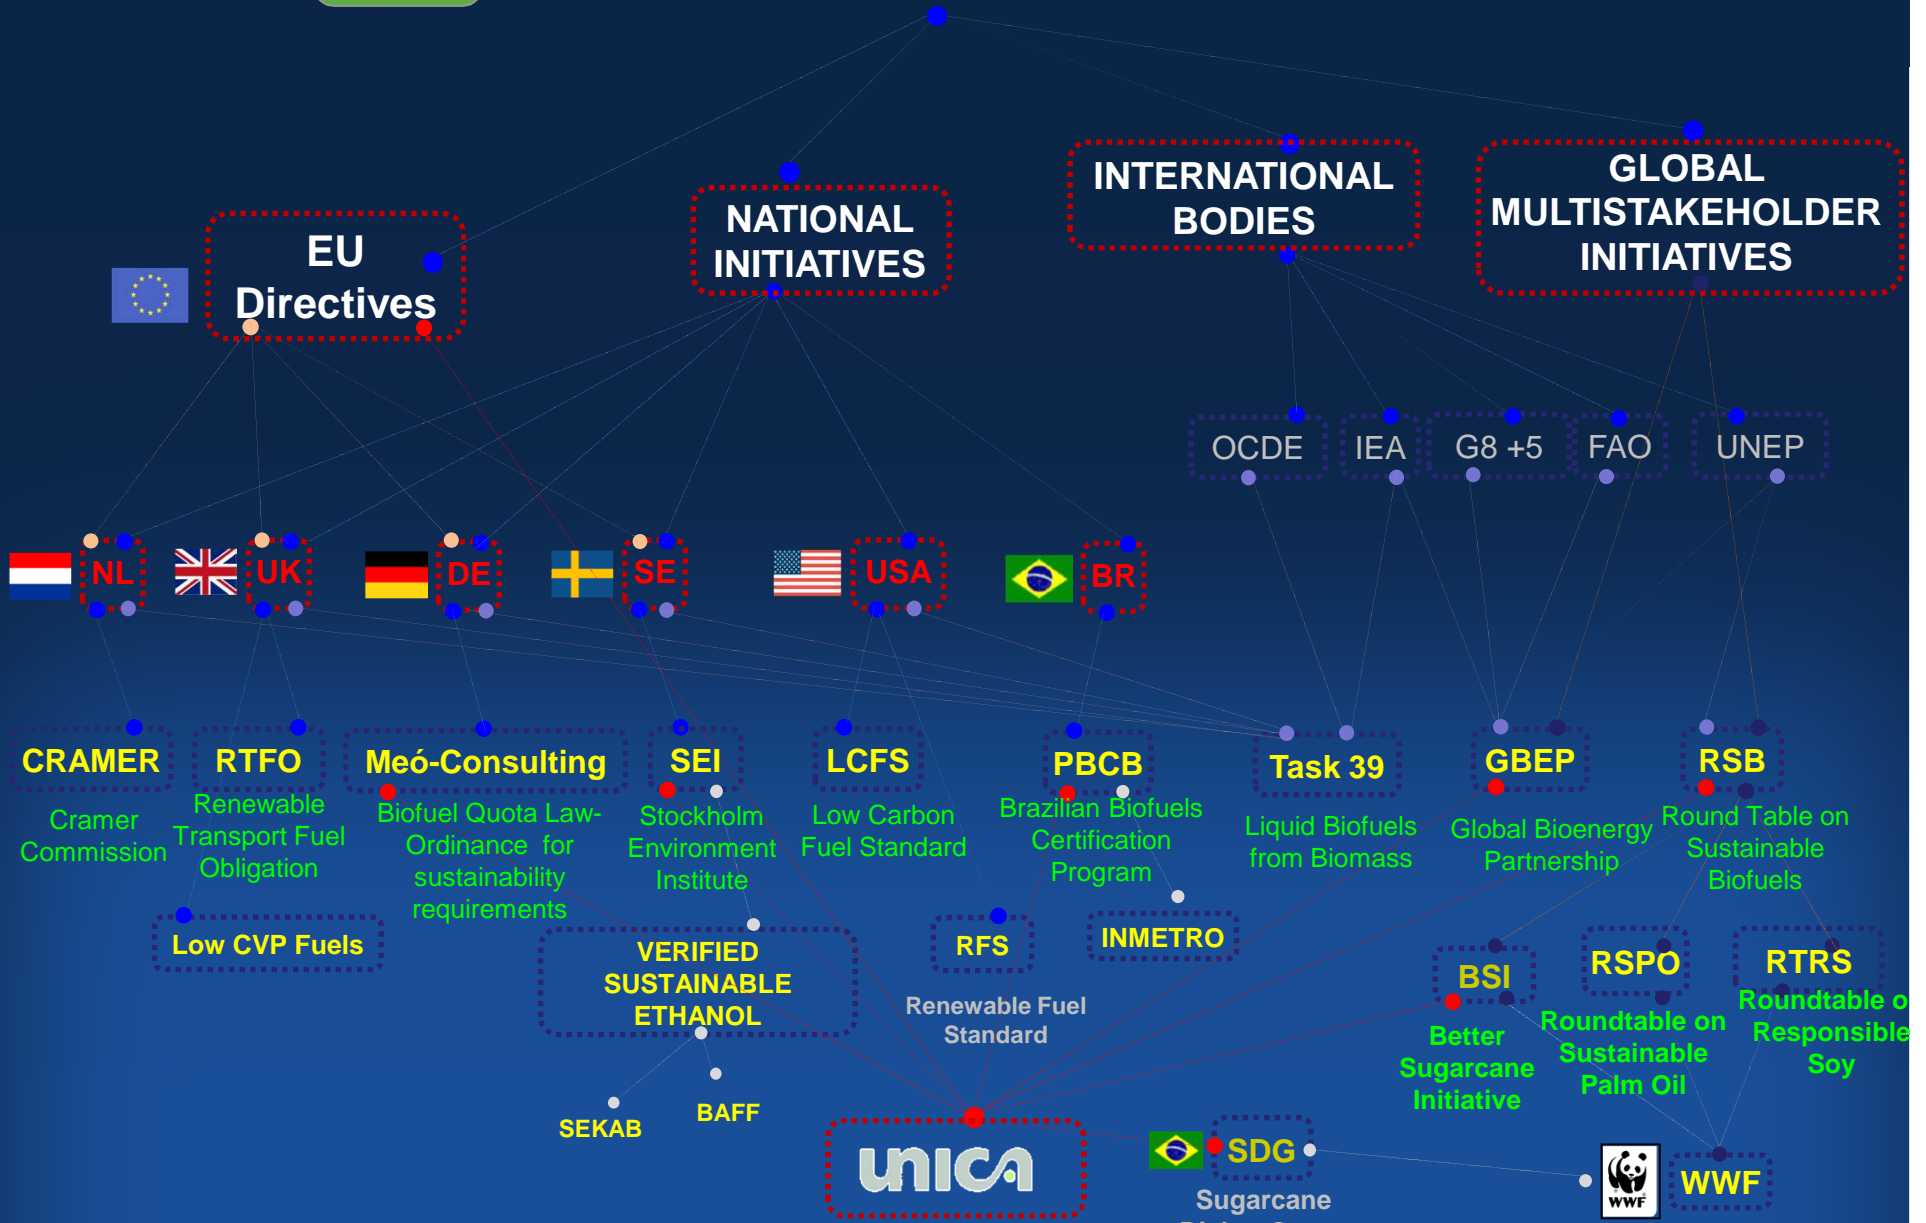 INTERNATIONAL
BODIES
GLOBAL
MULTISTAKEHOLDER
INITIATIVES
NATIONAL
INITIATIVES
EU
Directives
OCDE
IEA
G8 +5
FAO
UNEP
NL
UK
DE
SE
USA
BR
CRAMER
Cramer
Commission
RTFO
Renewable
Transport Fuel
Obligation
Meó-Consulting
Biofuel Quota Law-
Ordinance for
sustainability
requirements
SEI
Stockholm
Environment
Institute
LCFS
Low Carbon
Fuel Standard
PBCB
Brazilian Biofuels
Certification
Program
Task 39
Liquid Biofuels
from Biomass
GBEP
Global Bioenergy
Partnership
RSB
Round Table on
Sustainable
Biofuels
Low CVP Fuels
VERIFIED
SUSTAINABLE
ETHANOL
RFS
Renewable Fuel
Standard
INMETRO
BSI
Better
Sugarcane
Initiative
RSPO
Roundtable on
Sustainable
Palm Oil
RTRS
Roundtable o
Responsible
Soy
SEKAB
BAFF
unica
SDG
Sugarcane
WWF
WWF